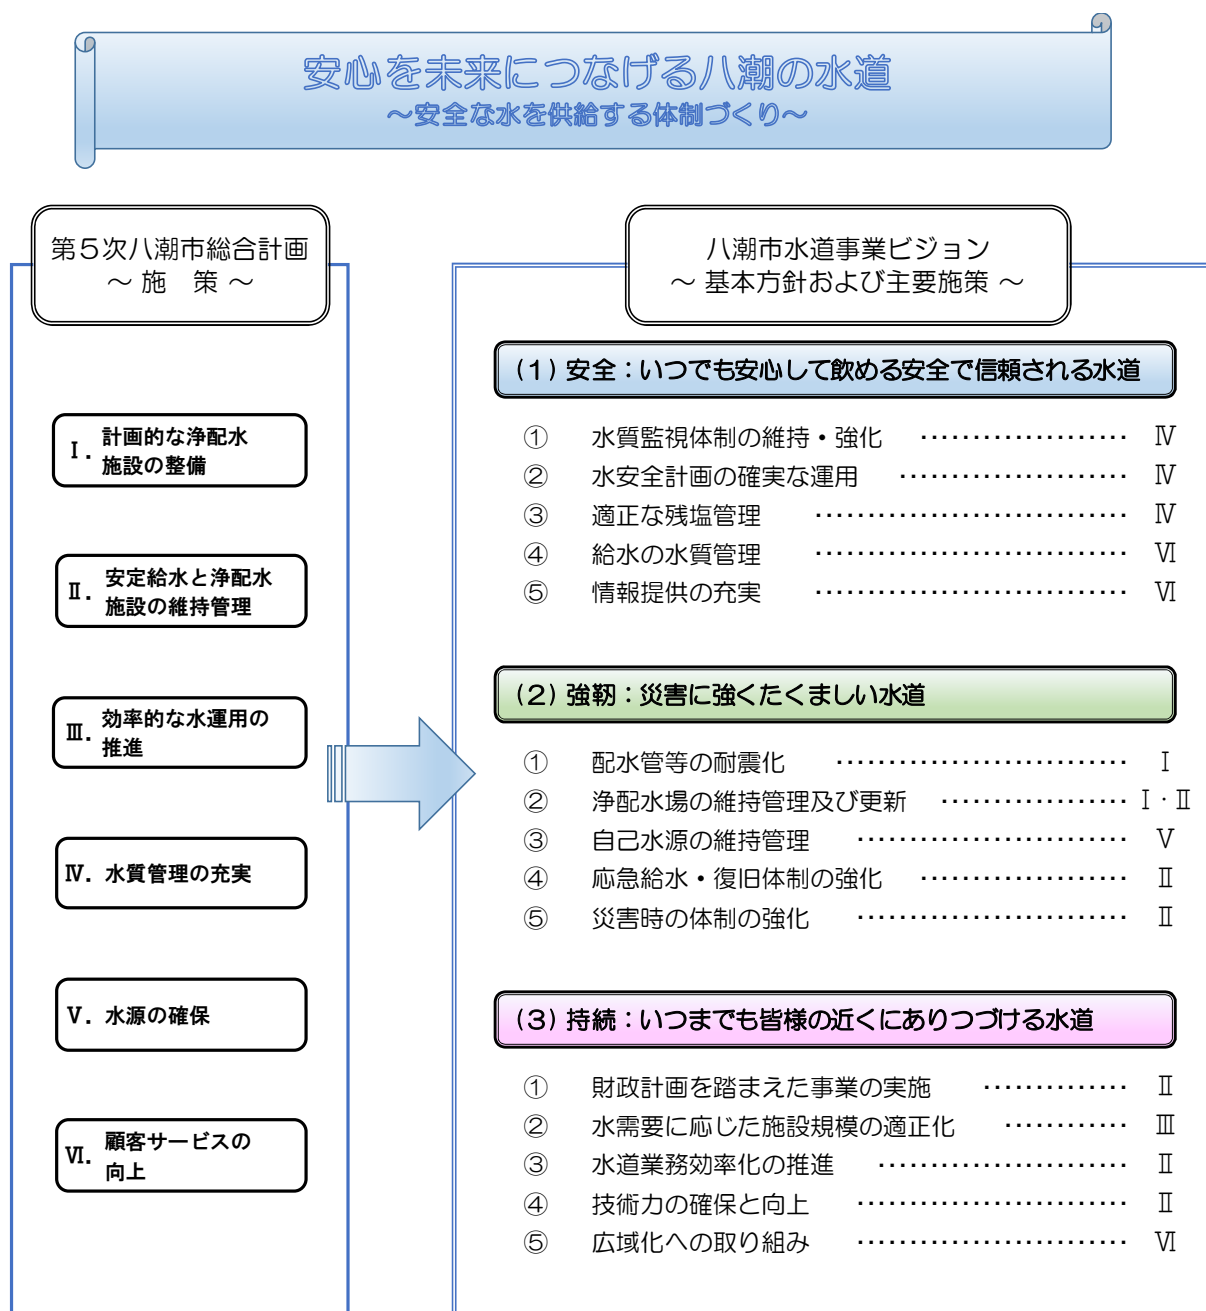 安心を未来につなげる八潮の水道
～安全な水を供給する体制づくり～
第５次八潮市総合計画
～ 施　策 ～
Ⅰ. 計画的な浄配水
施設の整備
Ⅱ. 安定給水と浄配水
施設の維持管理
Ⅲ. 効率的な水運用の
推進
Ⅳ. 水質管理の充実
Ⅴ. 水源の確保
Ⅵ. 顧客サービスの
向上
八潮市水道事業ビジョン
～ 基本方針および主要施策 ～
(１) 安全：いつでも安心して飲める安全で信頼される水道
① 水質監視体制の維持・強化 ………………… Ⅳ
② 水安全計画の確実な運用 ………………… Ⅳ
③ 適正な残塩管理 ………………… Ⅳ
④ 給水の水質管理 ………………… Ⅵ
⑤ 情報提供の充実 ………………… Ⅵ
(２) 強靭：災害に強くたくましい水道
① 配水管等の耐震化 ………………… Ⅰ
② 浄配水場の維持管理及び更新 ………………… Ⅰ・Ⅱ
③ 自己水源の維持管理 ………………… Ⅴ
④ 応急給水・復旧体制の強化 ………………… Ⅱ
⑤ 災害時の体制の強化 ………………… Ⅱ
(３) 持続：いつまでも皆様の近くにありつづける水道
① 財政計画を踏まえた事業の実施 …………… Ⅱ
② 水需要に応じた施設規模の適正化 ………… Ⅲ
③ 水道業務効率化の推進 ………………… Ⅱ
④ 技術力の確保と向上 ………………… Ⅱ
⑤ 広域化への取り組み ………………… Ⅵ